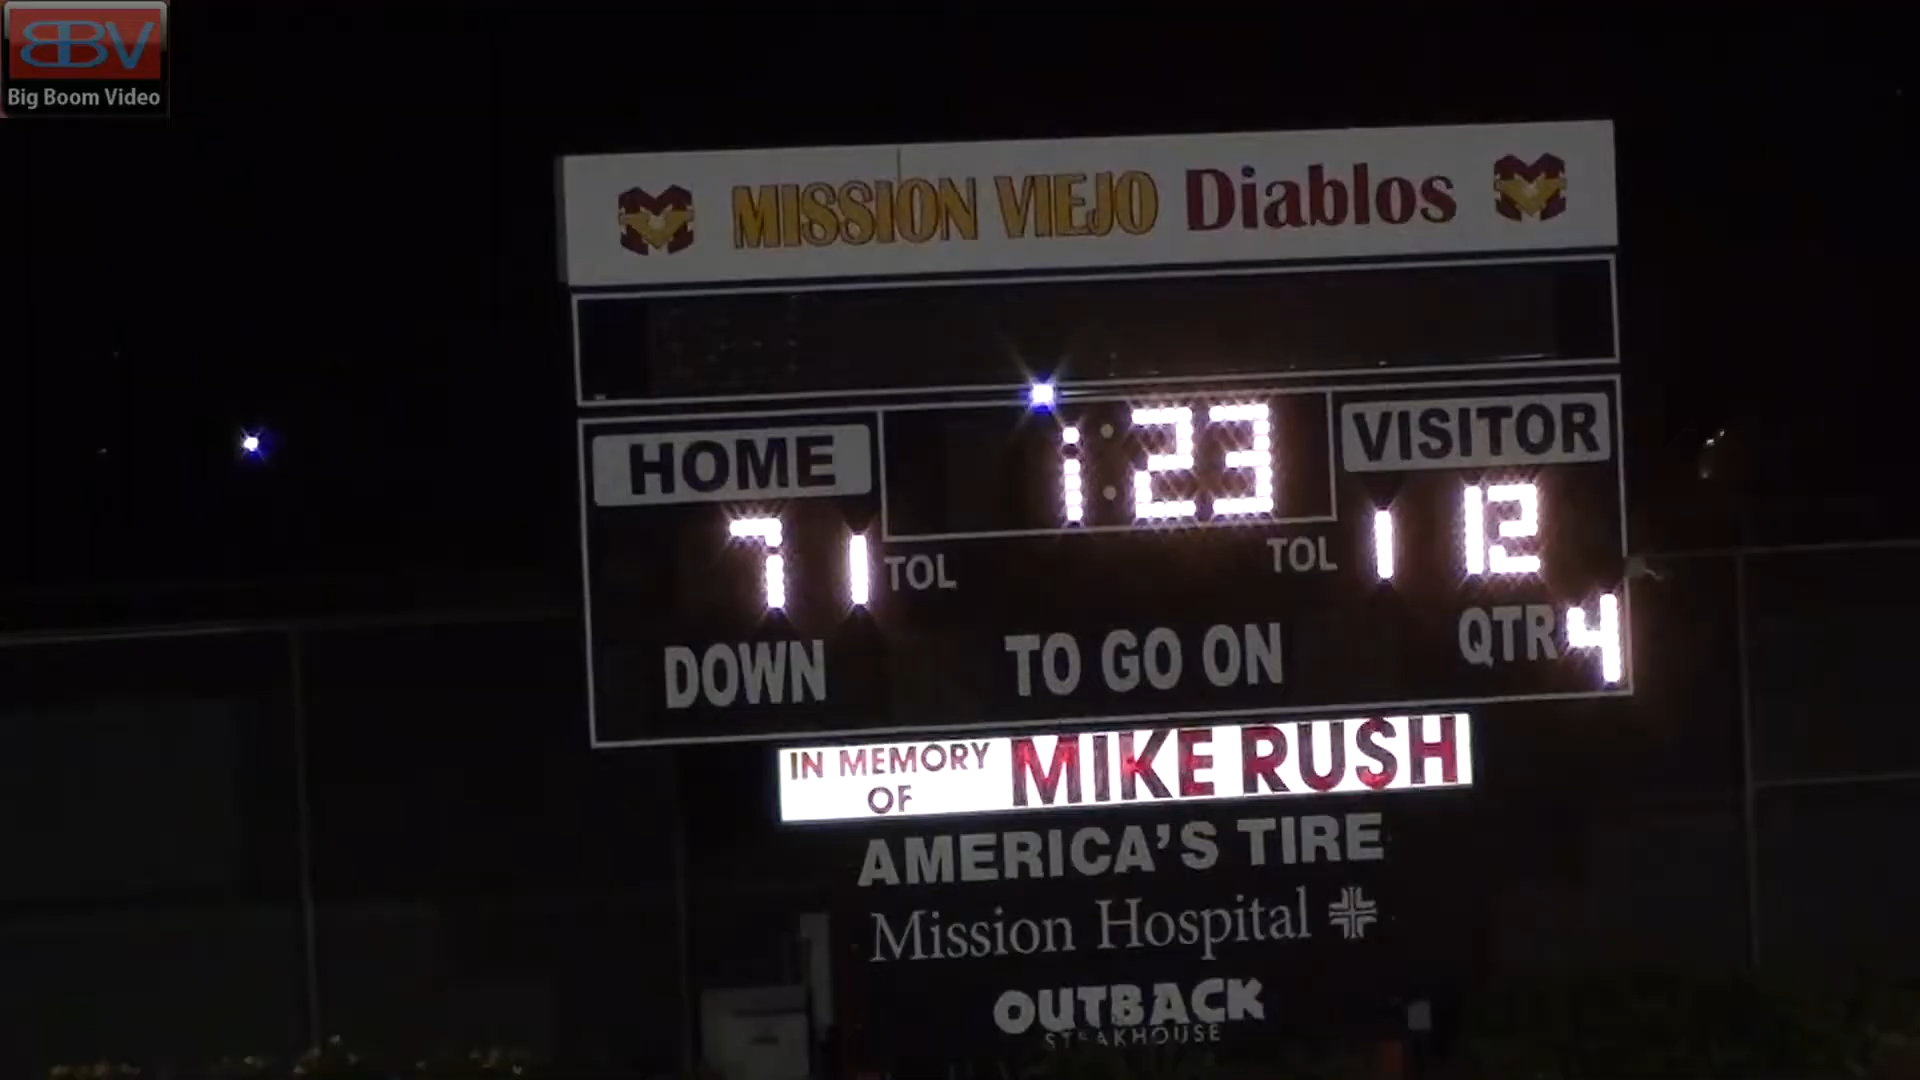 BBV
Big Boom Video
MISSION VIEJO Diablos
1:23
HOME
VISITOR
7 1 TOL
TOL 1 12
DOWN
TO GO ON
QTR 4
IN MEMORY OF MIKE RUSH
AMERICA'S TIRE
Mission Hospital
OUTBACK
STEAKHOUSE